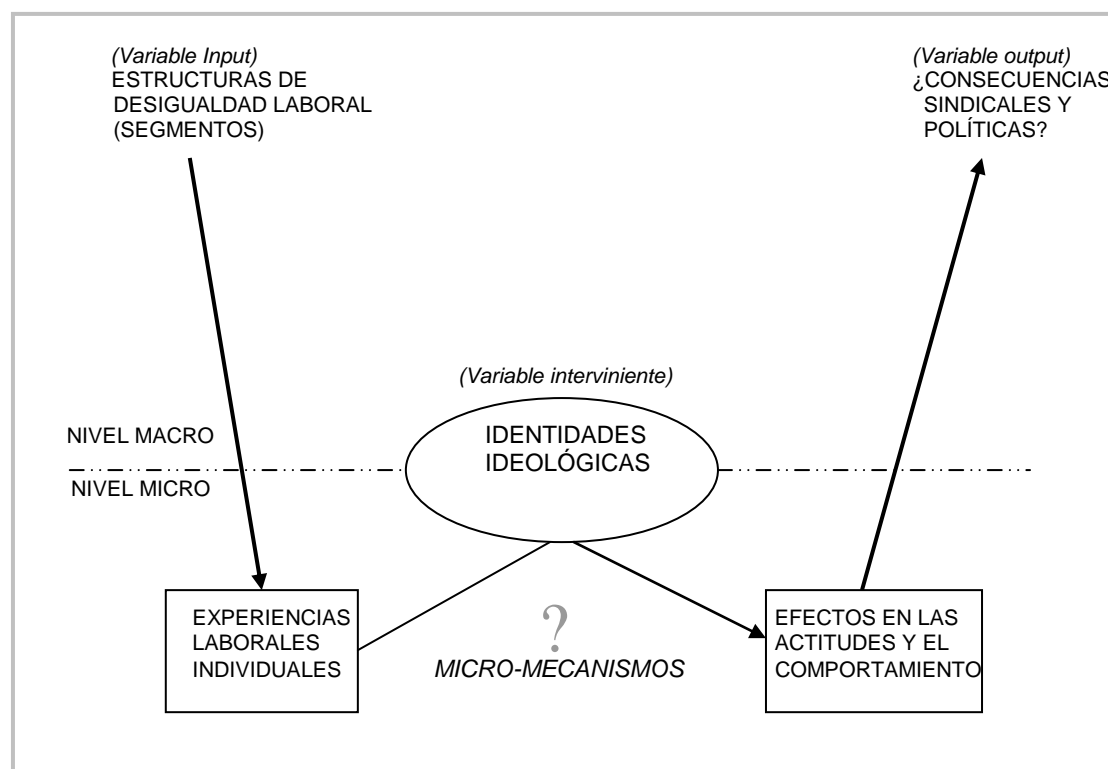 (Variable Input)
ESTRUCTURAS DE
DESIGUALDAD LABORAL
(SEGMENTOS)
(Variable output)
¿CONSECUENCIAS
SINDICALES Y
POLÍTICAS?
(Variable interviniente)
IDENTIDADES
IDEOLÓGICAS
NIVEL MACRO
NIVEL MICRO
EXPERIENCIAS
LABORALES
INDIVIDUALES
?
MICRO-MECANISMOS
EFECTOS EN LAS
ACTITUDES Y EL
COMPORTAMIENTO